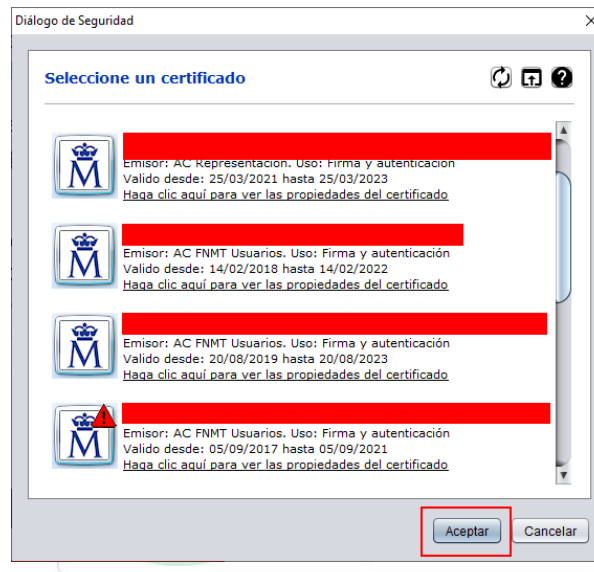 Diálogo de Seguridad
Seleccione un certificado
Emisor: AC Representación. Uso: Firma y autenticación
Valido desde: 25/03/2021 hasta 25/03/2023
Haga clic aquí para ver las propiedades del certificado
Emisor: AC FNMT Usuarios. Uso: Firma y autenticación
Valido desde: 14/02/2018 hasta 14/02/2022
Haga clic aquí para ver las propiedades del certificado
Emisor: AC FNMT Usuarios. Uso: Firma y autenticación
Valido desde: 20/08/2019 hasta 20/08/2023
Haga clic aquí para ver las propiedades del certificado
Emisor: AC FNMT Usuarios. Uso: Firma y autenticación
Valido desde: 05/09/2017 hasta 05/09/2021
Haga clic aquí para ver las propiedades del certificado
Aceptar Cancelar